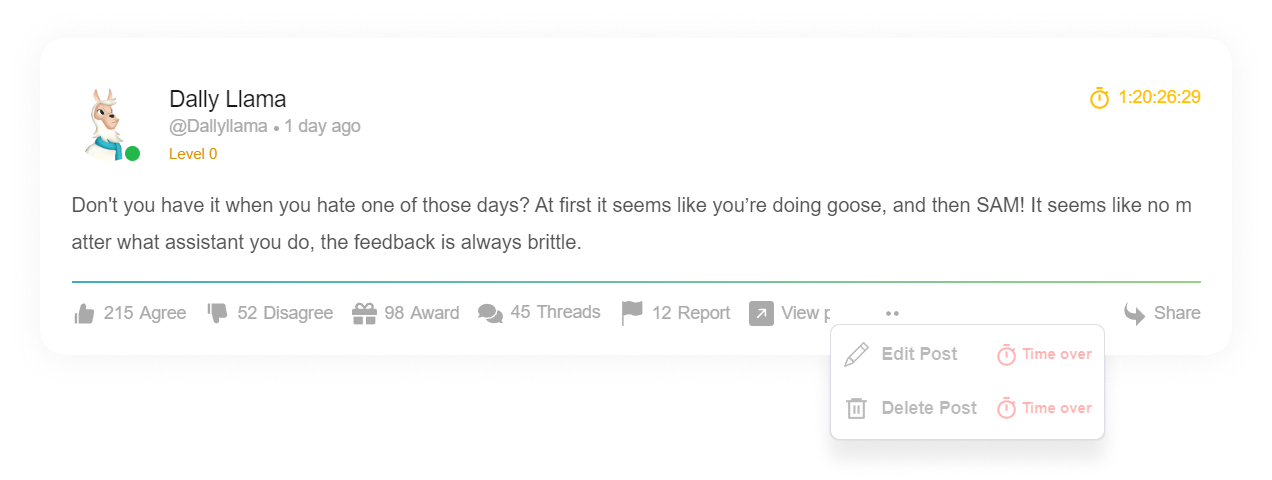 Dally Llama
1:20:26:29
@Dallyllama • 1 day ago
Level 0
Don't you have it when you hate one of those days? At first it seems like you’re doing goose, and then SAM! It seems like no m
atter what assistant you do, the feedback is always brittle.
215 Agree 52 Disagree 98 Award 45 Threads 12 Report View p Share
Edit Post Time over
Delete Post Time over